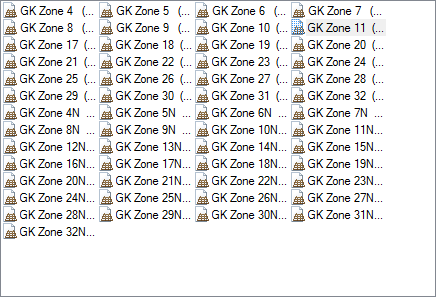 GK Zone 4 (... GK Zone 5 (... GK Zone 6 (... GK Zone 7 (...
GK Zone 8 (... GK Zone 9 (... GK Zone 10 (... GK Zone 11 (...
GK Zone 17 (... GK Zone 18 (... GK Zone 19 (... GK Zone 20 (...
GK Zone 21 (... GK Zone 22 (... GK Zone 23 (... GK Zone 24 (...
GK Zone 25 (... GK Zone 26 (... GK Zone 27 (... GK Zone 28 (...
GK Zone 29 (... GK Zone 30 (... GK Zone 31 (... GK Zone 32 (...
GK Zone 4N ... GK Zone 5N ... GK Zone 6N ... GK Zone 7N ...
GK Zone 8N ... GK Zone 9N ... GK Zone 10N... GK Zone 11N...
GK Zone 12N... GK Zone 13N... GK Zone 14N... GK Zone 15N...
GK Zone 16N... GK Zone 17N... GK Zone 18N... GK Zone 19N...
GK Zone 20N... GK Zone 21N... GK Zone 22N... GK Zone 23N...
GK Zone 24N... GK Zone 25N... GK Zone 26N... GK Zone 27N...
GK Zone 28N... GK Zone 29N... GK Zone 30N... GK Zone 31N...
GK Zone 32N...